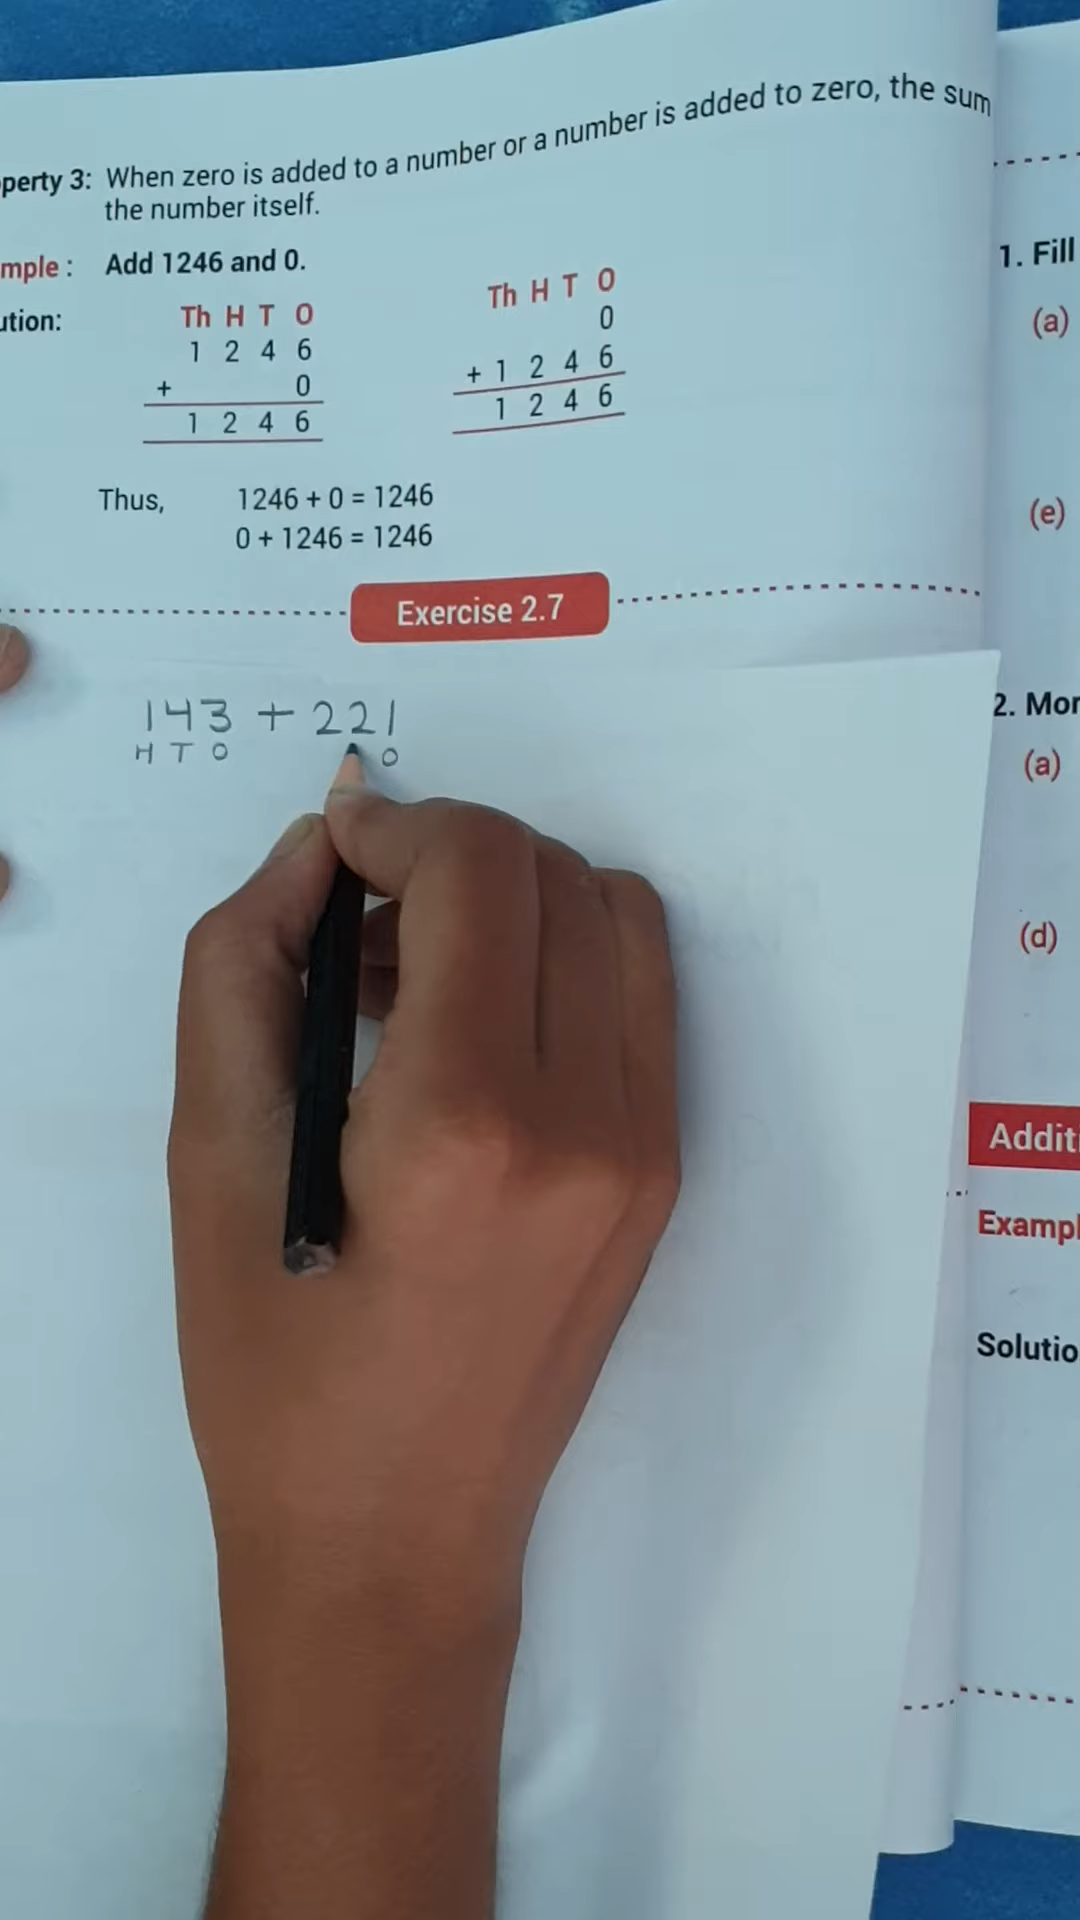 perty 3: When zero is added to a number or a number is added to zero, the sum
the number itself.
mple : Add 1246 and 0.
ution:
Th H T O
1 2 4 6
+ 0
1 2 4 6
Th H T O
0
+ 1 2 4 6
1 2 4 6
Thus, 1246 + 0 = 1246
0 + 1246 = 1246
Exercise 2.7
143 + 221
H T O O
1. Fill
(a)
(e)
2. Mor
(a)
(d)
Addit
Exampl
Solutio